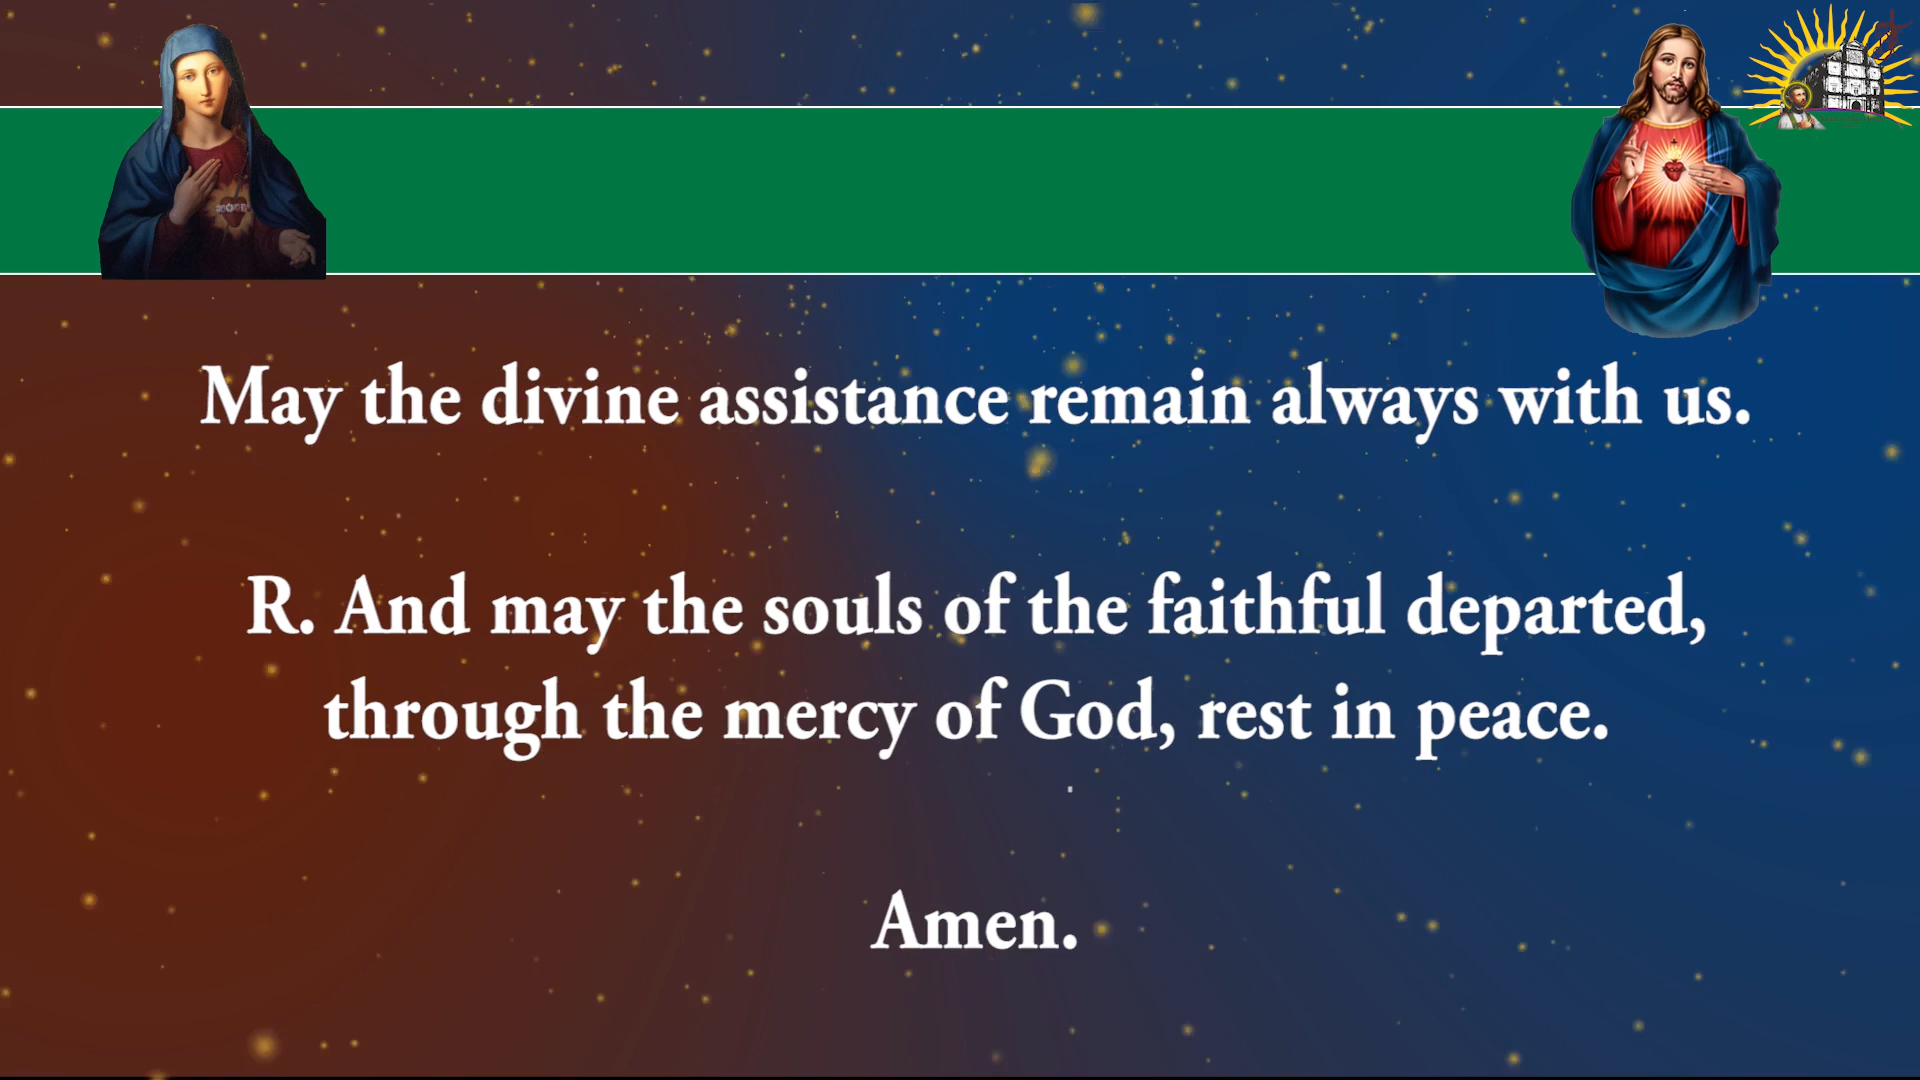 May the divine assistance remain always with us.
R. And may the souls of the faithful departed,
through the mercy of God, rest in peace.
Amen.